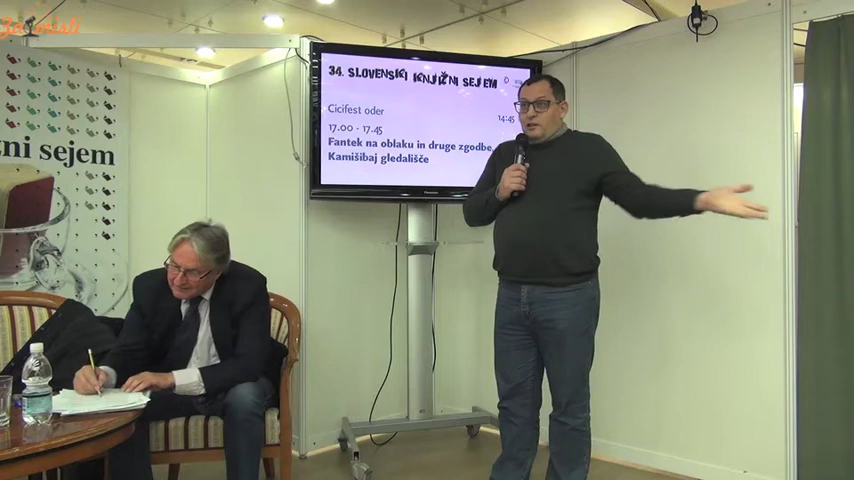 34. SLOVENSKI KNJIŽNI SEJEM
Cicifest oder
14:45
17.00 - 17.45
Fantek na oblaku in druge zgodbe,
Kamišibaj gledališče
sejem
Panasonic